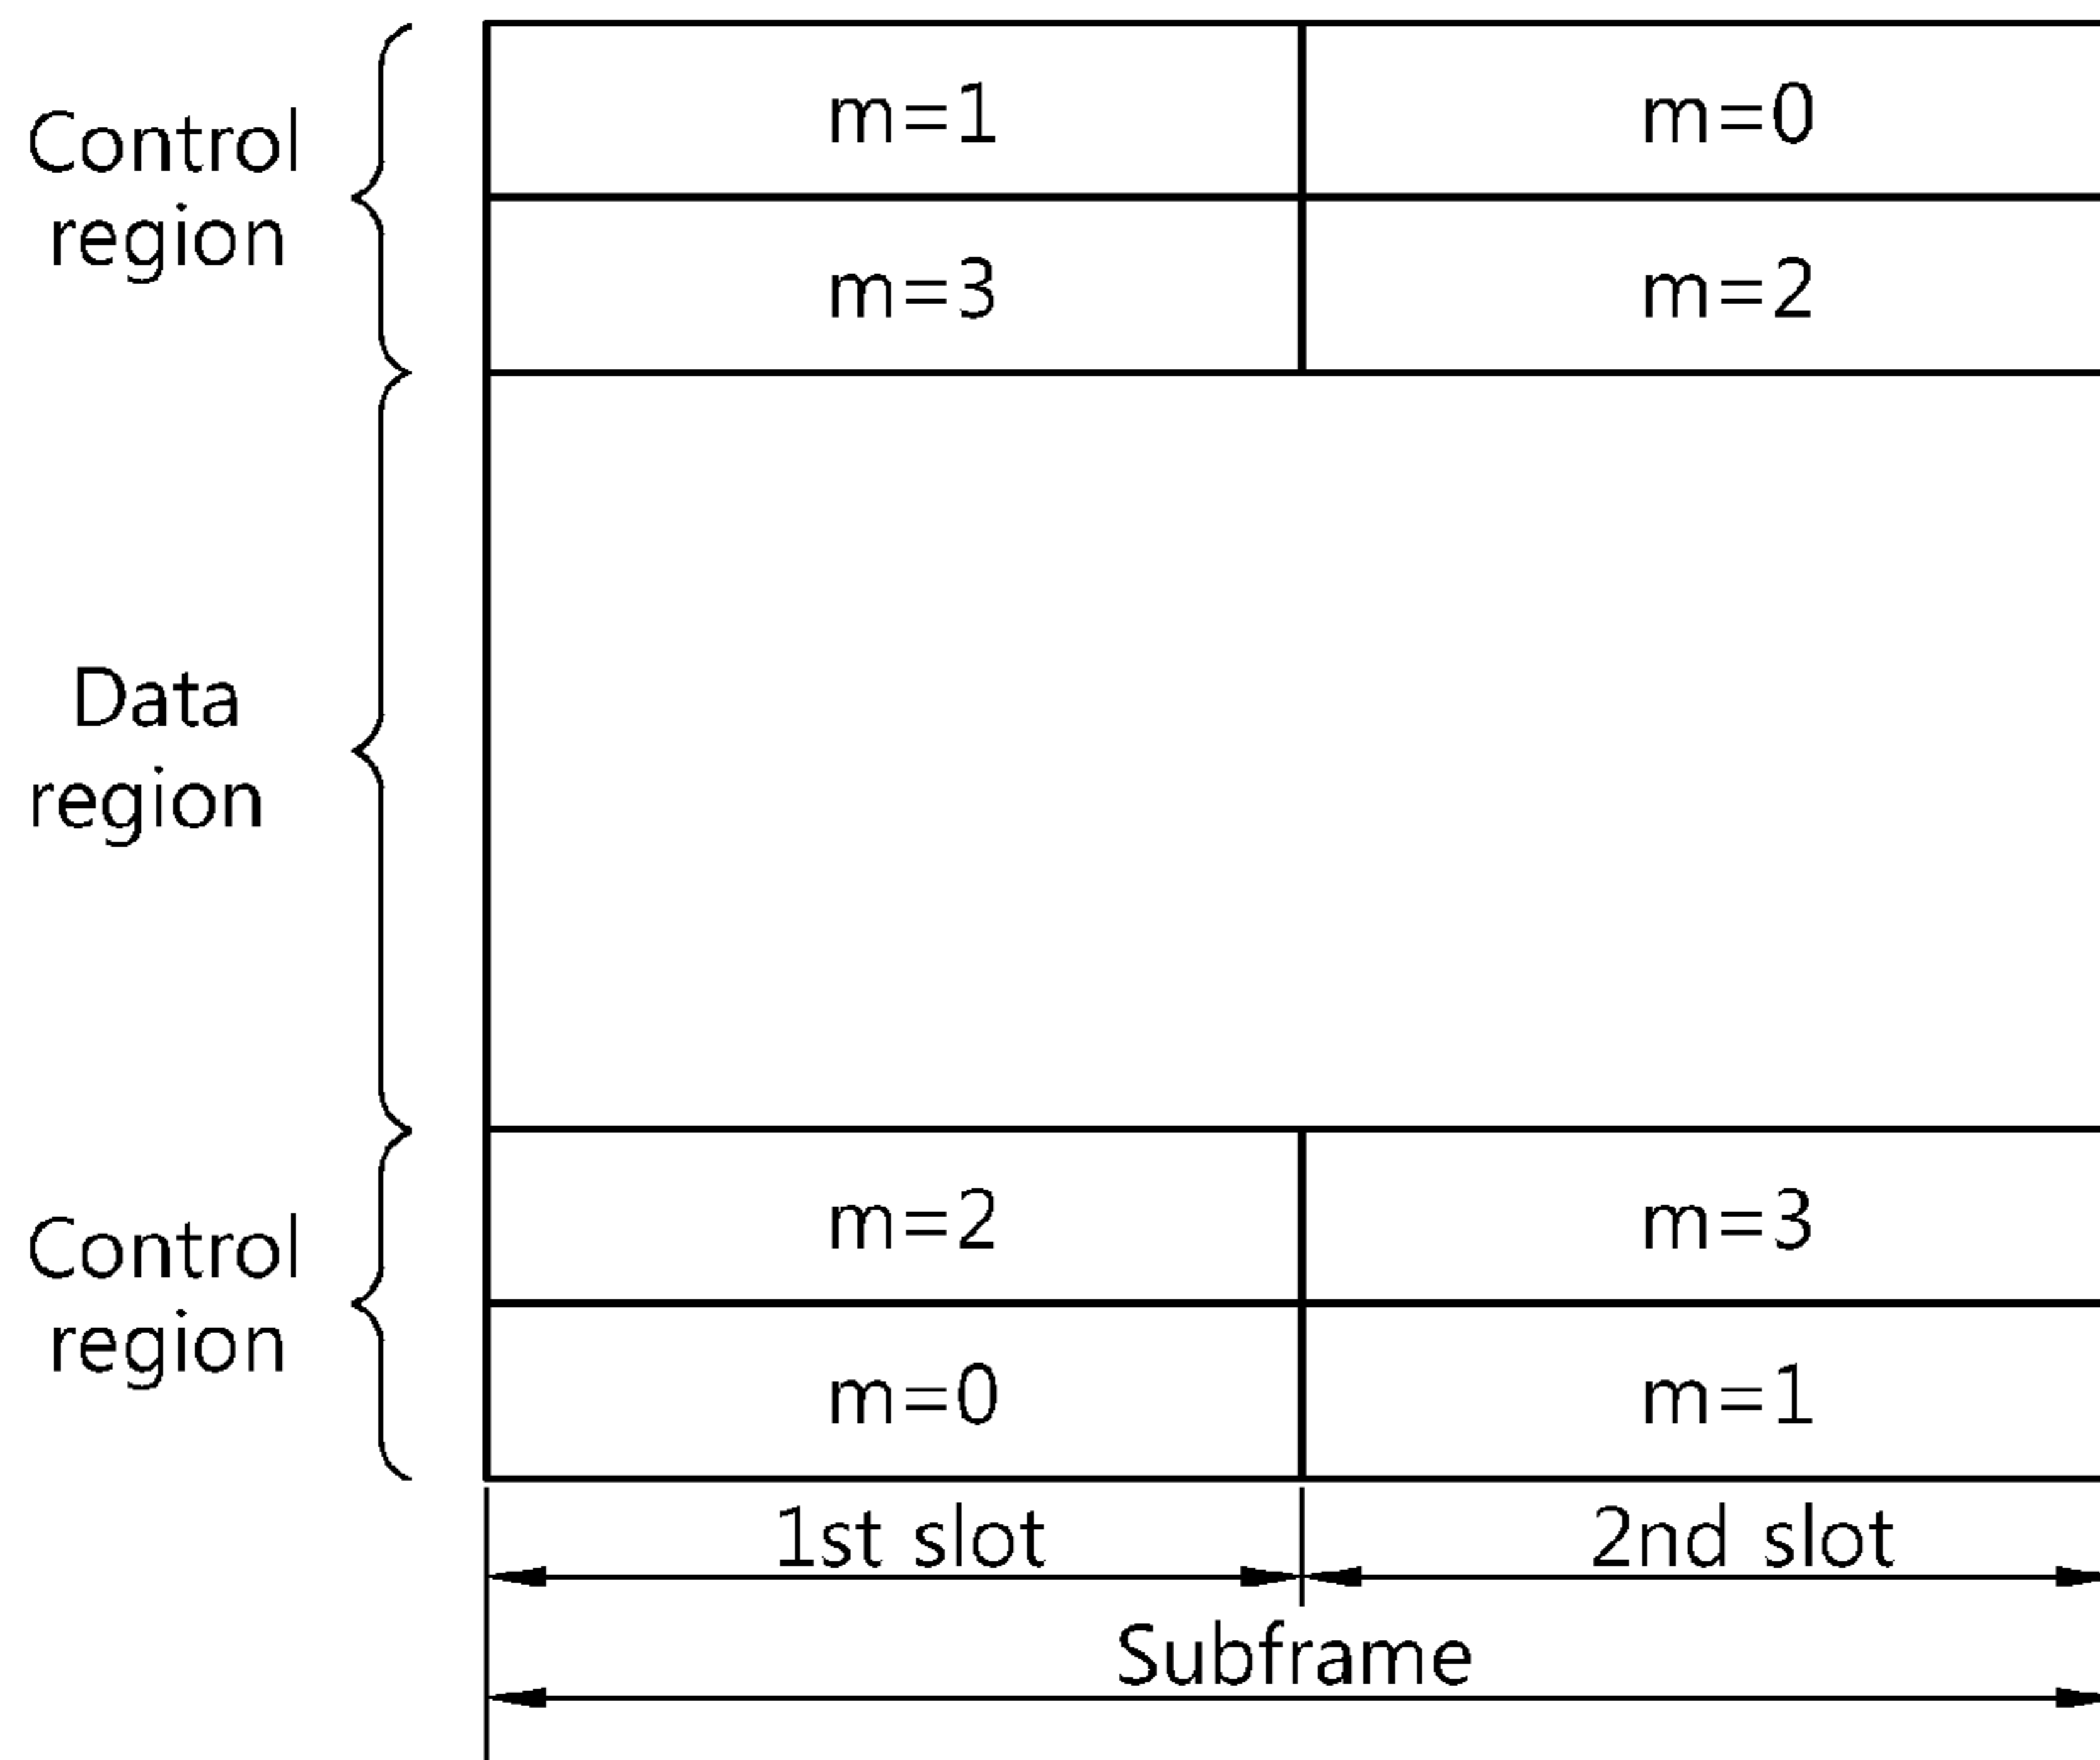 Control
region
m=1
m=0
m=3
m=2
Data
region
Control
region
m=2
m=3
m=0
m=1
1st slot
2nd slot
Subframe